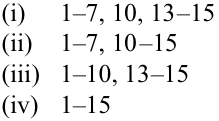 (i) 1–7, 10, 13–15
(ii) 1–7, 10–15
(iii) 1–10, 13–15
(iv) 1–15